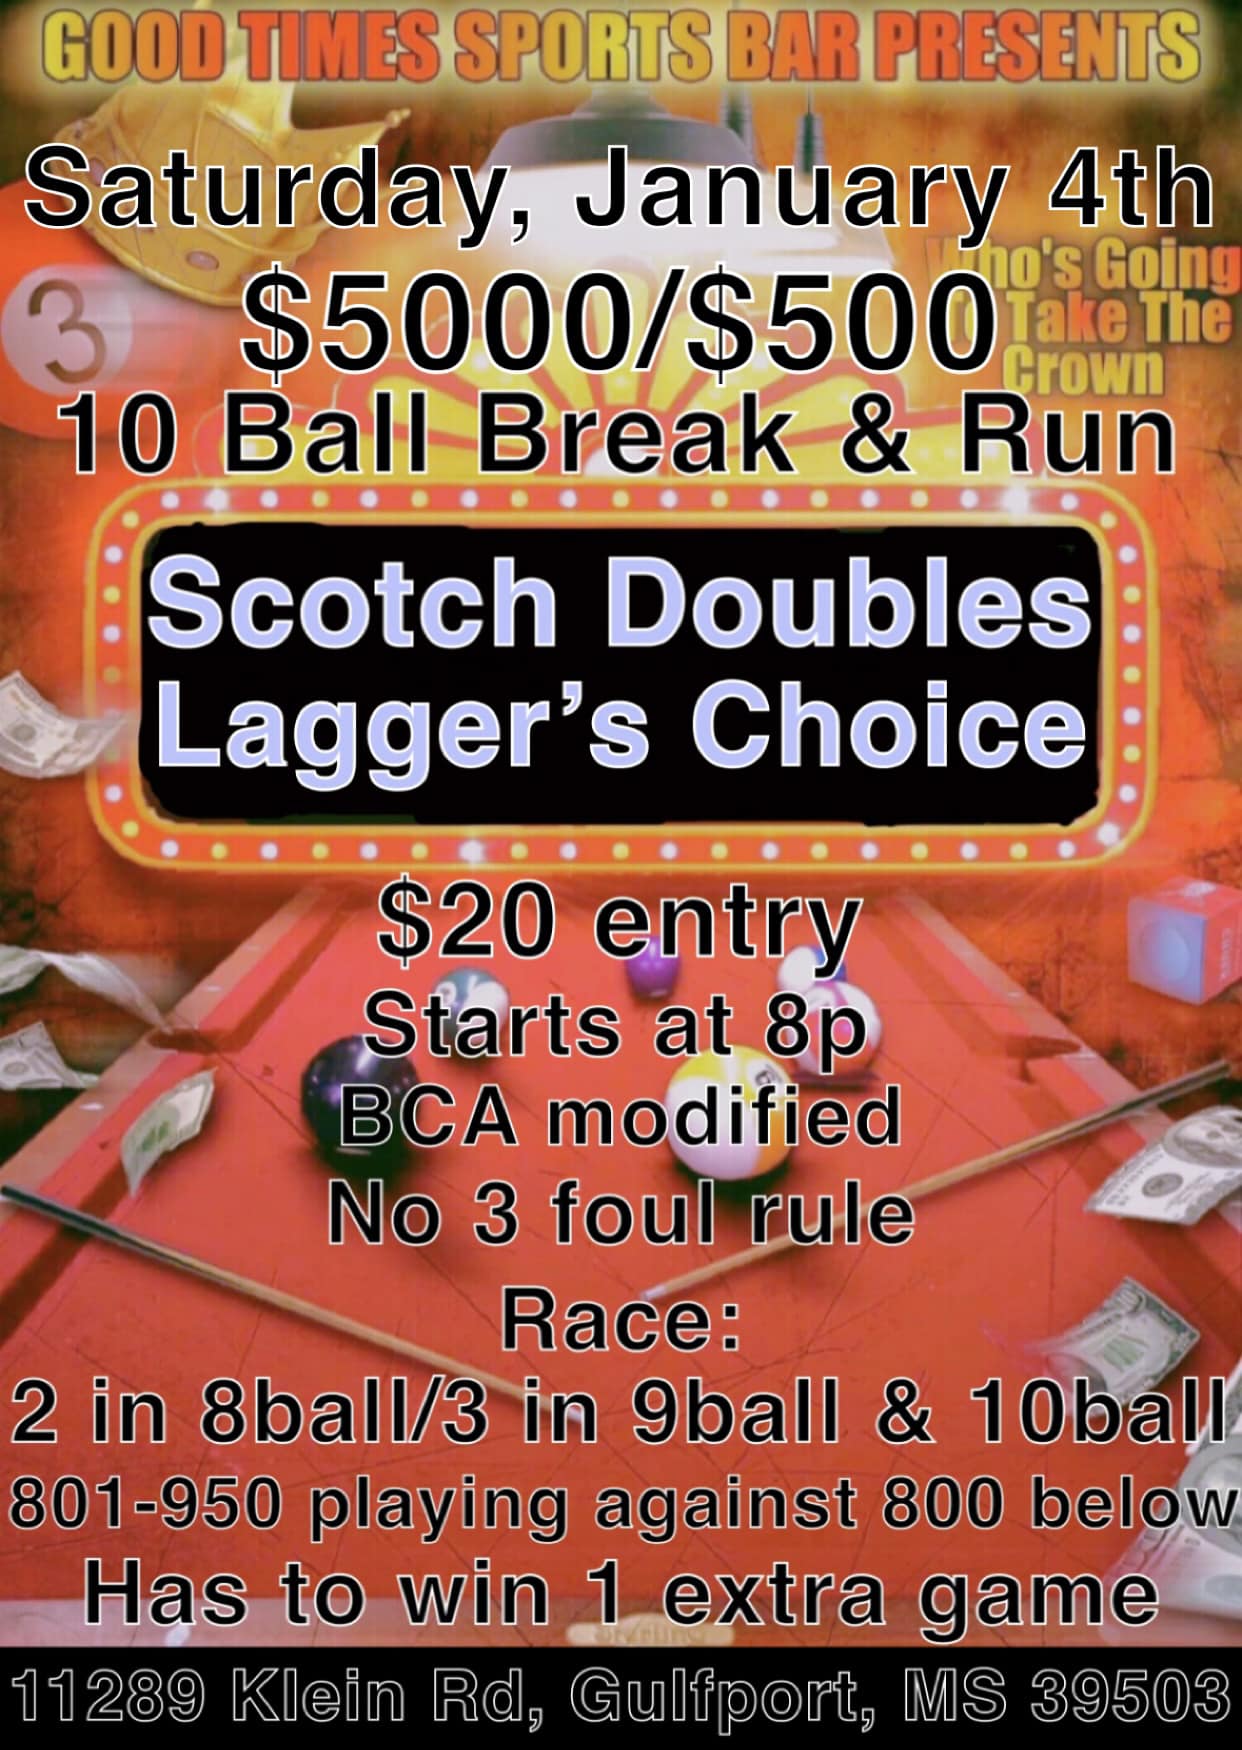 GOOD TIMES SPORTS BAR PRESENTS
Saturday, January 4th
Who's Going
To Take The
Crown
3
$5000/$500
10 Ball Break & Run
Scotch Doubles
Lagger’s Choice
$20 entry
Starts at 8p
BCA modified
No 3 foul rule
Race:
2 in 8ball/3 in 9ball & 10ball
801-950 playing against 800 below
Has to win 1 extra game
11289 Klein Rd, Gulfport, MS 39503